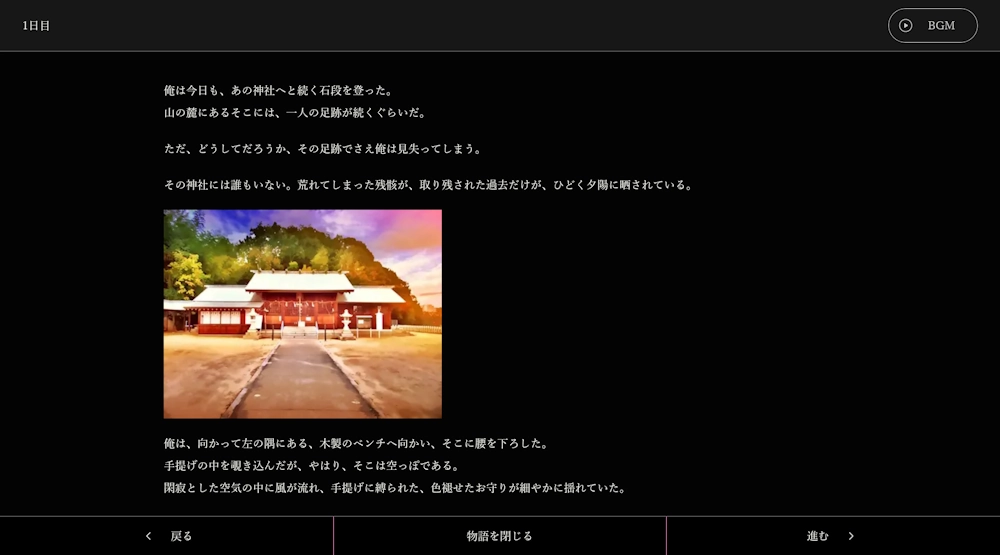 1日目
BGM
俺は今日も、あの神社へと続く石段を登った。
山の麓にあるそこには、一人の足跡が続くぐらいだ。
ただ、どうしてだろうか、その足跡でさえ俺は見失ってしまう。
その神社には誰もいない。荒れてしまった残骸が、取り残された過去だけが、ひどく夕陽に晒されている。
俺は、向かって左の隅にある、木製のベンチへ向かい、そこに腰を下ろした。
手提げの中を覗き込んだが、やはり、そこは空っぽである。
閑寂とした空気の中に風が流れ、手提げに縛られた、色褪せたお守りが細やかに揺れていた。
戻る
物語を閉じる
進む